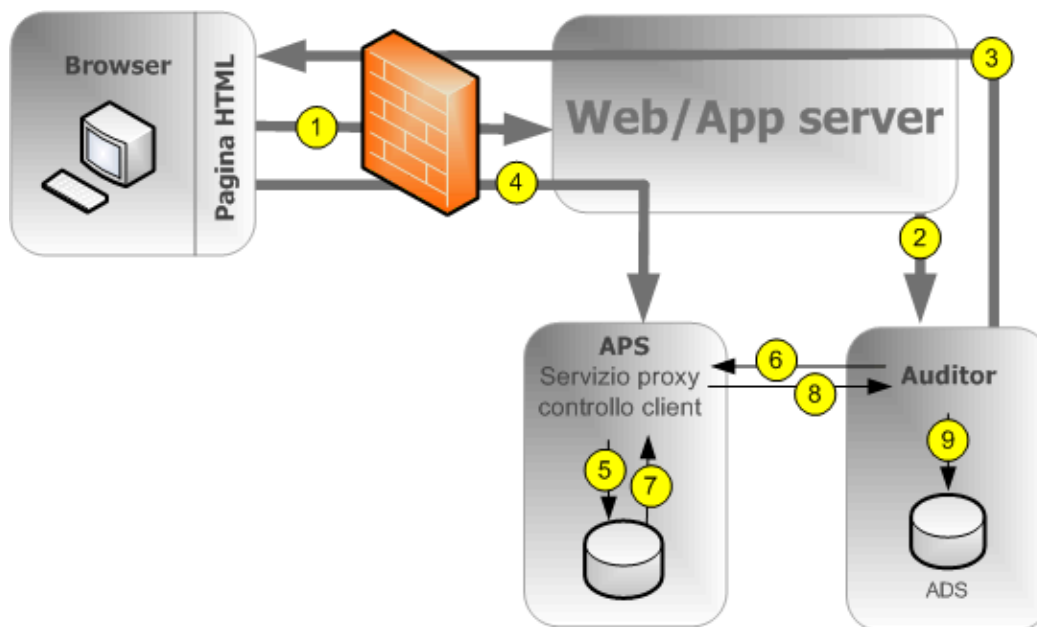 Browser
Pagina HTML
1
4
Web/App server
3
2
APS
Servizio proxy
controllo client
5
7
6
8
Auditor
9
ADS